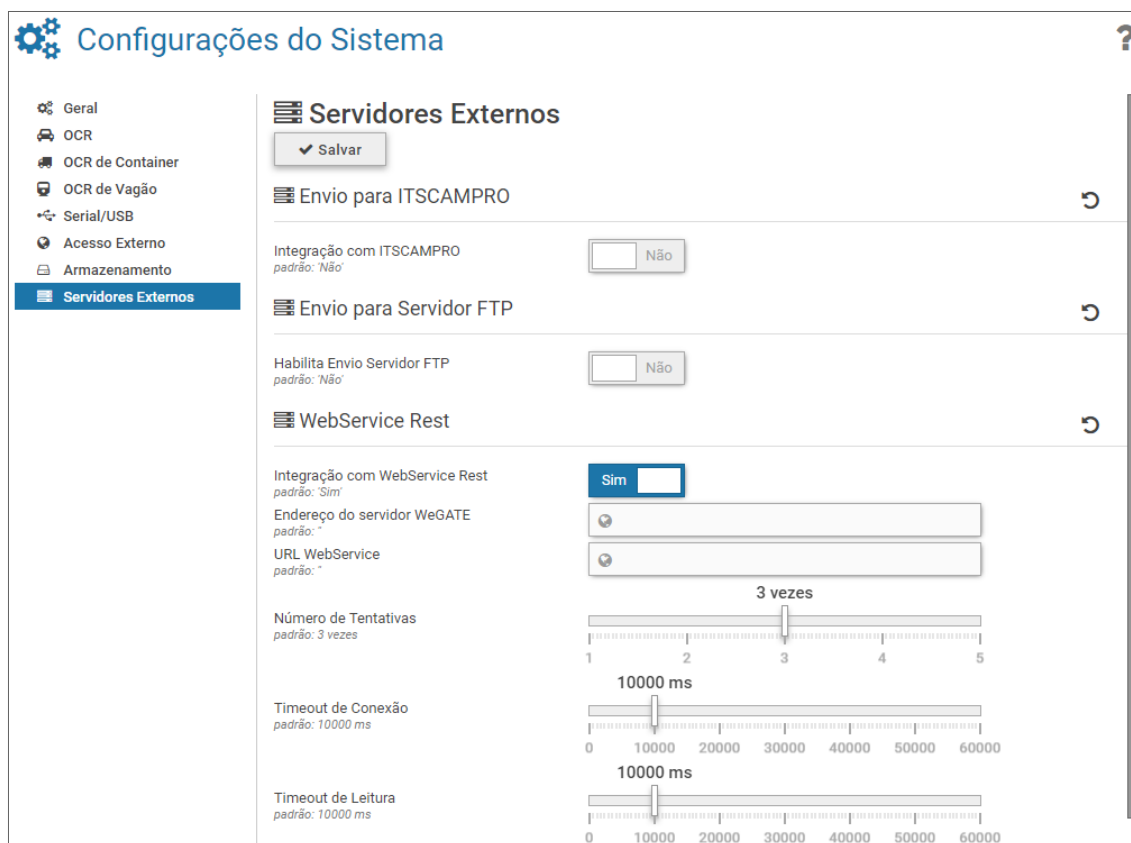 Configurações do Sistema
?
Geral
OCR
OCR de Container
OCR de Vagão
Serial/USB
Acesso Externo
Armazenamento
Servidores Externos
Servidores Externos
Salvar
Envio para ITSCAMPRO
Integração com ITSCAMPRO
padrão: 'Não'
Não
Envio para Servidor FTP
Habilita Envio Servidor FTP
padrão: 'Não'
Não
WebService Rest
Integração com WebService Rest
padrão: 'Sim'
Sim
Endereço do servidor WeGATE
padrão: ''
URL WebService
padrão: ''
3 vezes
Número de Tentativas
padrão: 3 vezes
1 2 3 4 5
10000 ms
Timeout de Conexão
padrão: 10000 ms
0 10000 20000 30000 40000 50000 60000
10000 ms
Timeout de Leitura
padrão: 10000 ms
0 10000 20000 30000 40000 50000 60000